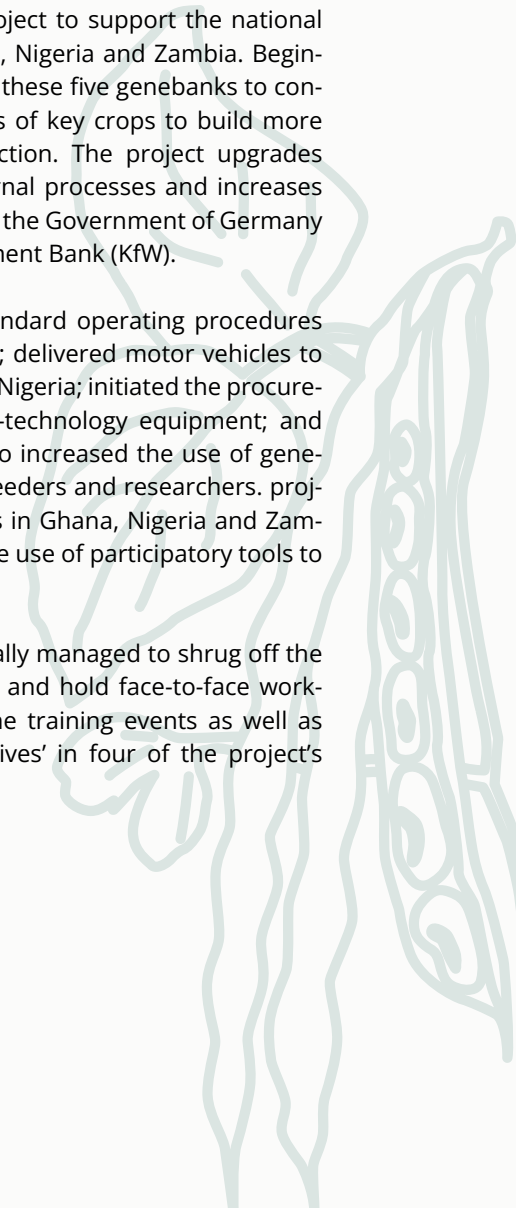 oject to support the national
, Nigeria and Zambia. Begin-
these five genebanks to con-
s of key crops to build more
ction. The project upgrades
rnal processes and increases
the Government of Germany
ment Bank (KfW).
ndard operating procedures
; delivered motor vehicles to
Nigeria; initiated the procure-
-technology equipment; and
o increased the use of gene-
eeders and researchers. proj-
s in Ghana, Nigeria and Zam-
e use of participatory tools to
ally managed to shrug off the
and hold face-to-face work-
ne training events as well as
ives’ in four of the project’s